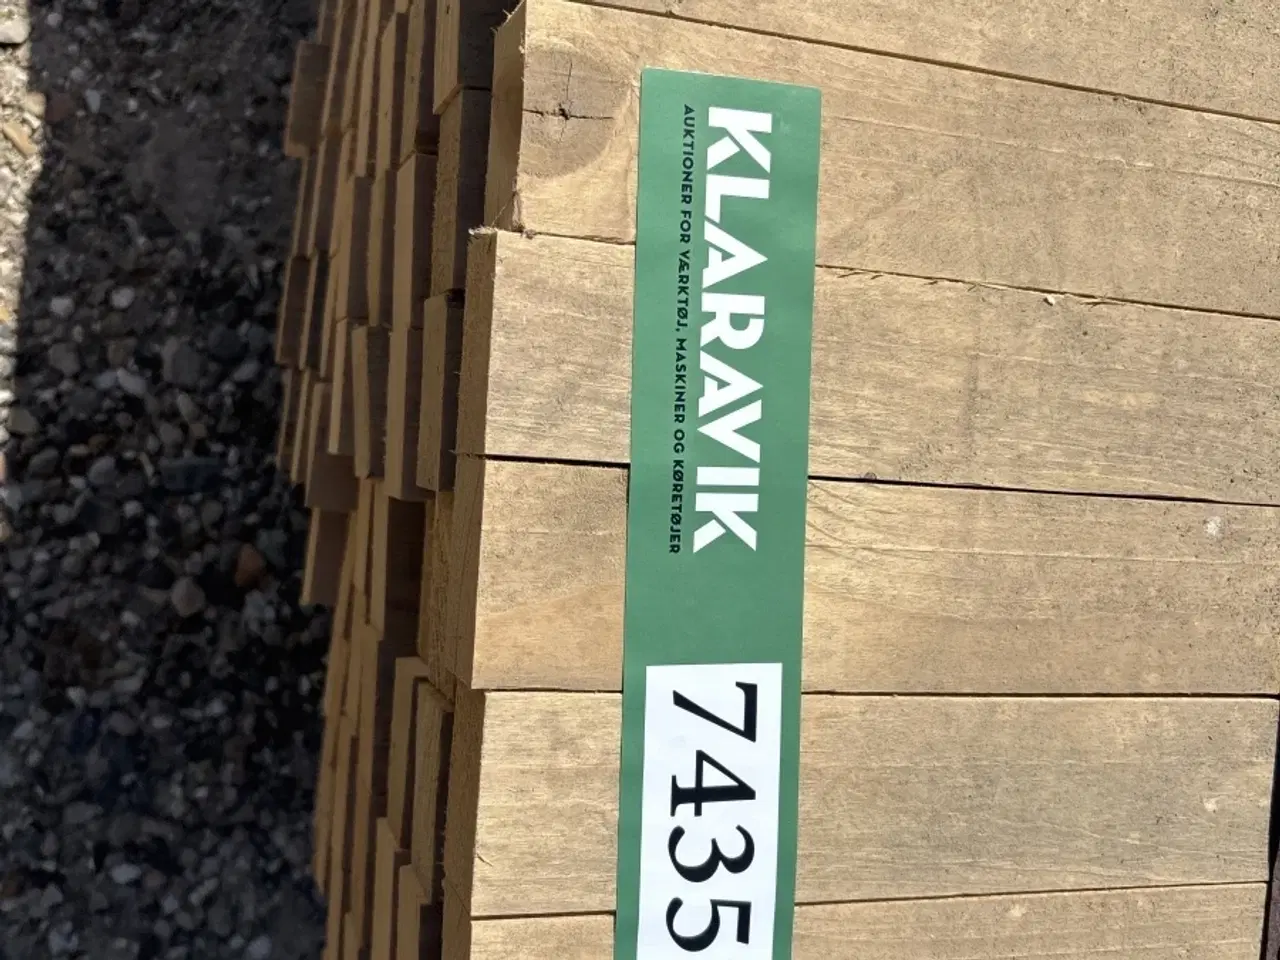 KLARAVIK
AUKTIONER FOR VÆRKTØJ, MASKINER OG KØRETØJER
7435